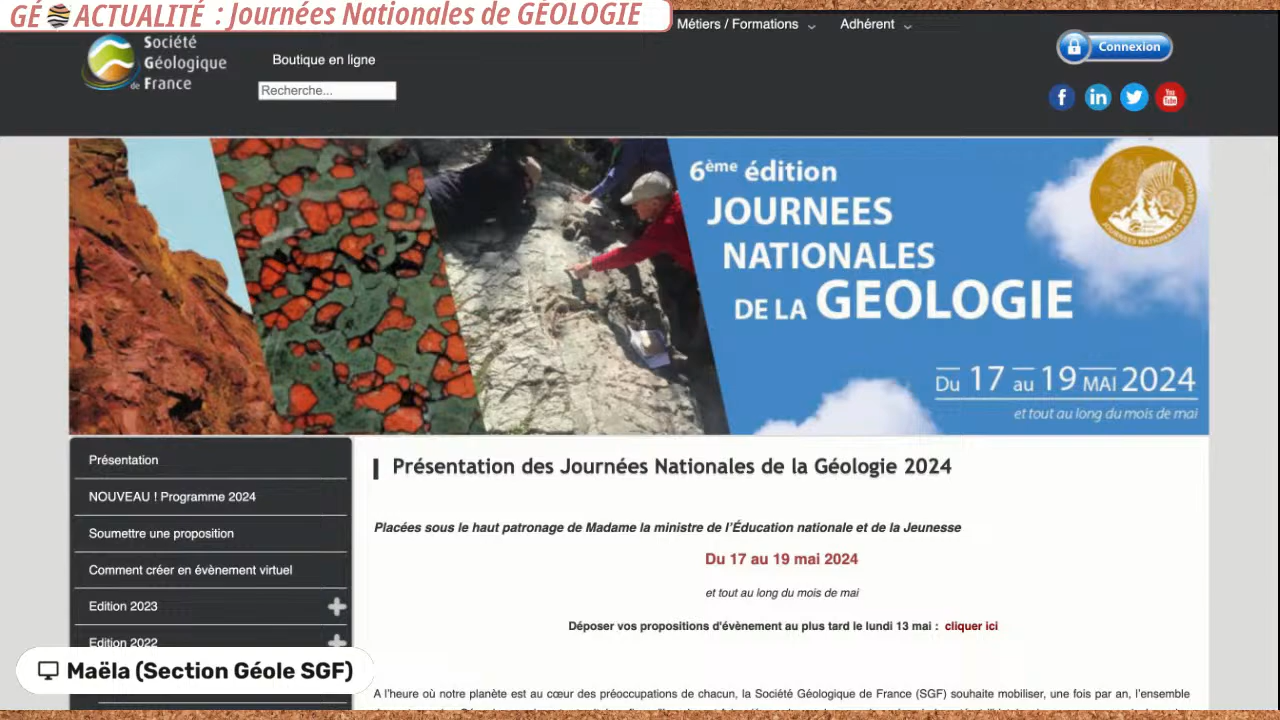 GÉ ACTUALITÉ : Journées Nationales de GÉOLOGIE
Métiers / Formations
Adhérent
Connexion
Société
Géologique
de France
Boutique en ligne
Recherche...
6ème édition
JOURNEES
NATIONALES
DE LA GEOLOGIE
Du 17 au 19 MAI 2024
et tout au long du mois de mai
Présentation
NOUVEAU ! Programme 2024
Soumettre une proposition
Comment créer en évènement virtuel
Edition 2023
Edition 2022
Présentation des Journées Nationales de la Géologie 2024
Placées sous le haut patronage de Madame la ministre de l'Éducation nationale et de la Jeunesse
Du 17 au 19 mai 2024
et tout au long du mois de mai
Déposer vos propositions d'évènement au plus tard le lundi 13 mai : cliquer ici
A l'heure où notre planète est au cœur des préoccupations de chacun, la Société Géologique de France (SGF) souhaite mobiliser, une fois par an, l'ensemble
Maëla (Section Géole SGF)